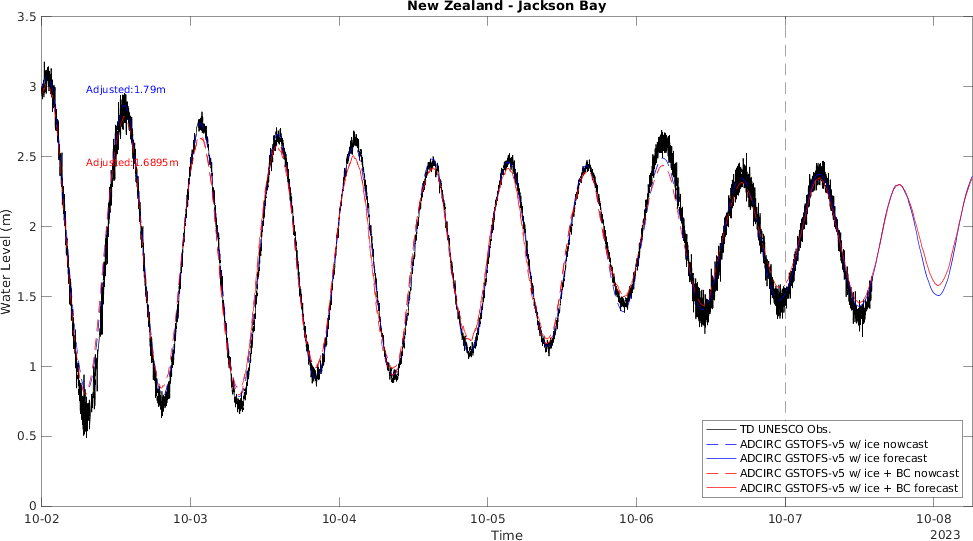 New Zealand - Jackson Bay
3.5
3
2.5
2
1.5
1
0.5
0
Water Level (m)
Adjusted:1.79m
Adjusted:1.6895m
TD UNESCO Obs.
ADCIRC GSTOFS-v5 w/ ice nowcast
ADCIRC GSTOFS-v5 w/ ice forecast
ADCIRC GSTOFS-v5 w/ ice + BC nowcast
ADCIRC GSTOFS-v5 w/ ice + BC forecast
10-02 10-03 10-04 10-05 10-06 10-07 10-08
Time
2023